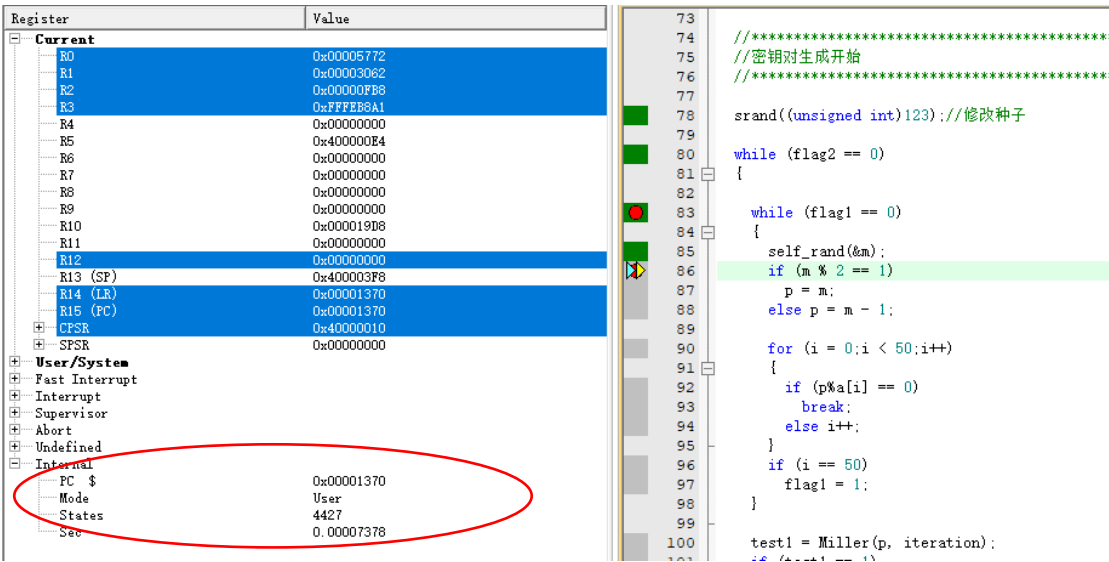 Register Value
Current
R0 0x00005772
R1 0x00003062
R2 0x00000FB8
R3 0xFFFEB8A1
R4 0x00000000
R5 0x400000E4
R6 0x00000000
R7 0x00000000
R8 0x00000000
R9 0x00000000
R10 0x000019D8
R11 0x00000000
R12 0x00000000
R13 (SP) 0x400003F8
R14 (LR) 0x00001370
R15 (PC) 0x00001370
CPSR 0x40000010
SPSR 0x00000000
User/System
Fast Interrupt
Interrupt
Supervisor
Abort
Undefined
Internal
PC $ 0x00001370
Mode User
States 4427
Sec 0.00007378
73
74 //******************************************
75 //密钥对生成开始
76 //******************************************
77
78 srand((unsigned int)123);//修改种子
79
80 while (flag2 == 0)
81 {
82
83 while (flag1 == 0)
84 {
85 self_rand(&m);
86 if (m % 2 == 1)
87 p = m;
88 else p = m - 1;
89
90 for (i = 0;i < 50;i++)
91 {
92 if (p%a[i] == 0)
93 break;
94 else i++;
95 }
96 if (i == 50)
97 flag1 = 1;
98 }
99
100 test1 = Miller(p, iteration);
101 if (test1 == 1)